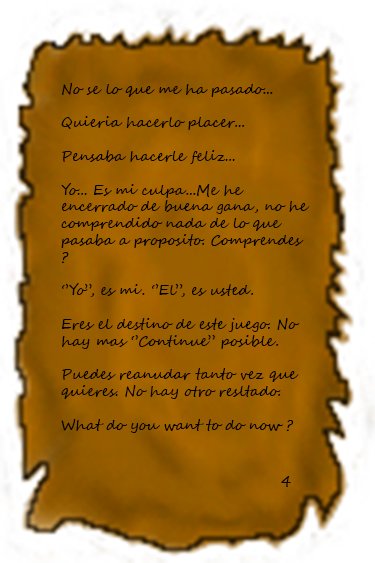 No se lo que me ha pasado...
Quieria hacerlo placer...
Pensaba hacerle feliz...
Yo... Es mi culpa...Me he
encerrado de buena gana, no he
comprendido nada de lo que
pasaba a proposito. Comprendes
?
“Yo”, es mi. “El”, es usted.
Eres el destino de este juego. No
hay mas “Continue” posible.
Puedes reanudar tanto vez que
quieres. No hay otro resltado.
What do you want to do now ?
4